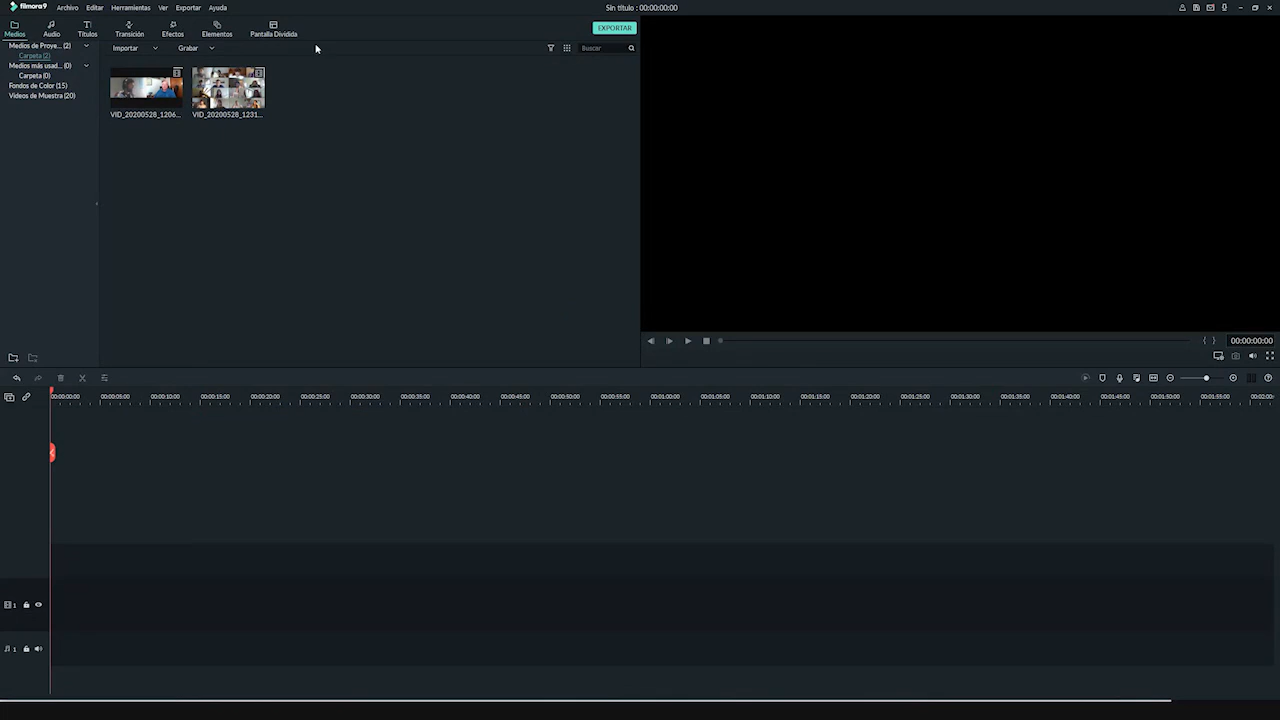 filmora9 Archivo Editar Herramientas Ver Exportar Ayuda Sin título : 00:00:00:00
Medios Audio Títulos Transición Efectos Elementos Pantalla Dividida EXPORTAR
Medios de Proye... (2) Importar Grabar Buscar
Carpeta (2)
Medios más usad... (0)
Carpeta (0)
Fondos de Color (15)
Videos de Muestra (20)
VID_20200528_1206... VID_20200528_1231...
{ } 00:00:00:00
00:00:00:00 00:00:05:00 00:00:10:00 00:00:15:00 00:00:20:00 00:00:25:00 00:00:30:00 00:00:35:00 00:00:40:00 00:00:45:00 00:00:50:00 00:00:55:00 00:01:00:00 00:01:05:00 00:01:10:00 00:01:15:00 00:01:20:00 00:01:25:00 00:01:30:00 00:01:35:00 00:01:40:00 00:01:45:00 00:01:50:00 00:01:55:00 00:02:00:
1
1